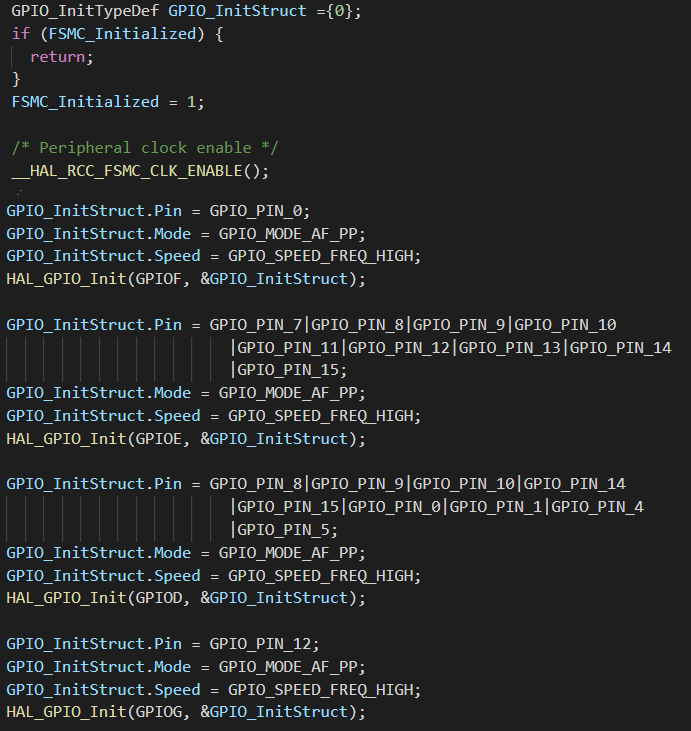 GPIO_InitTypeDef GPIO_InitStruct ={0};
if (FSMC_Initialized) {
return;
}
FSMC_Initialized = 1;
/* Peripheral clock enable */
__HAL_RCC_FSMC_CLK_ENABLE();
GPIO_InitStruct.Pin = GPIO_PIN_0;
GPIO_InitStruct.Mode = GPIO_MODE_AF_PP;
GPIO_InitStruct.Speed = GPIO_SPEED_FREQ_HIGH;
HAL_GPIO_Init(GPIOF, &GPIO_InitStruct);
GPIO_InitStruct.Pin = GPIO_PIN_7|GPIO_PIN_8|GPIO_PIN_9|GPIO_PIN_10
|GPIO_PIN_11|GPIO_PIN_12|GPIO_PIN_13|GPIO_PIN_14
|GPIO_PIN_15;
GPIO_InitStruct.Mode = GPIO_MODE_AF_PP;
GPIO_InitStruct.Speed = GPIO_SPEED_FREQ_HIGH;
HAL_GPIO_Init(GPIOE, &GPIO_InitStruct);
GPIO_InitStruct.Pin = GPIO_PIN_8|GPIO_PIN_9|GPIO_PIN_10|GPIO_PIN_14
|GPIO_PIN_15|GPIO_PIN_0|GPIO_PIN_1|GPIO_PIN_4
|GPIO_PIN_5;
GPIO_InitStruct.Mode = GPIO_MODE_AF_PP;
GPIO_InitStruct.Speed = GPIO_SPEED_FREQ_HIGH;
HAL_GPIO_Init(GPIOD, &GPIO_InitStruct);
GPIO_InitStruct.Pin = GPIO_PIN_12;
GPIO_InitStruct.Mode = GPIO_MODE_AF_PP;
GPIO_InitStruct.Speed = GPIO_SPEED_FREQ_HIGH;
HAL_GPIO_Init(GPIOG, &GPIO_InitStruct);